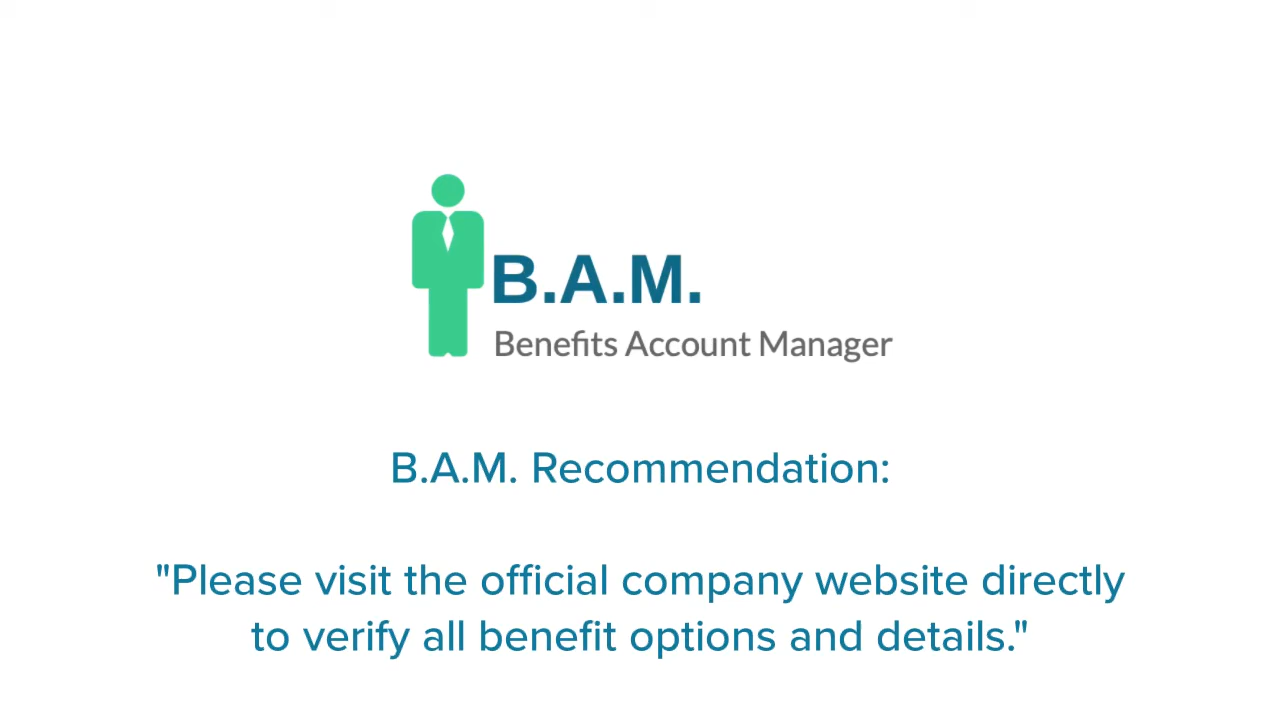 B.A.M.
Benefits Account Manager
B.A.M. Recommendation:
"Please visit the official company website directly
to verify all benefit options and details."